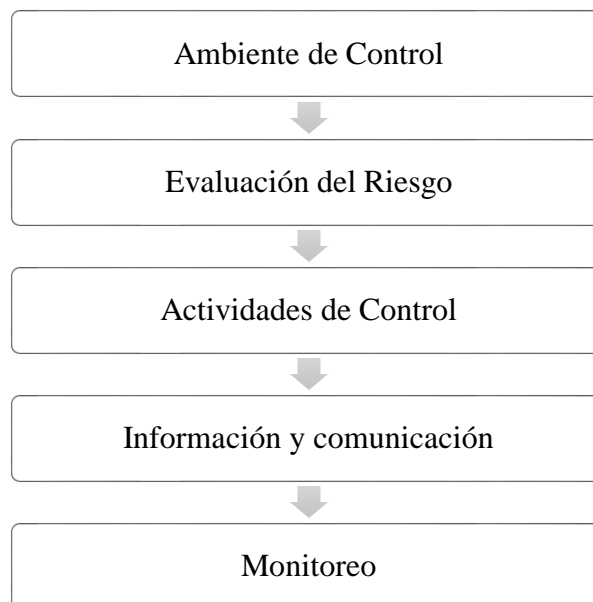 Ambiente de Control
Evaluación del Riesgo
Actividades de Control
Información y comunicación
Monitoreo